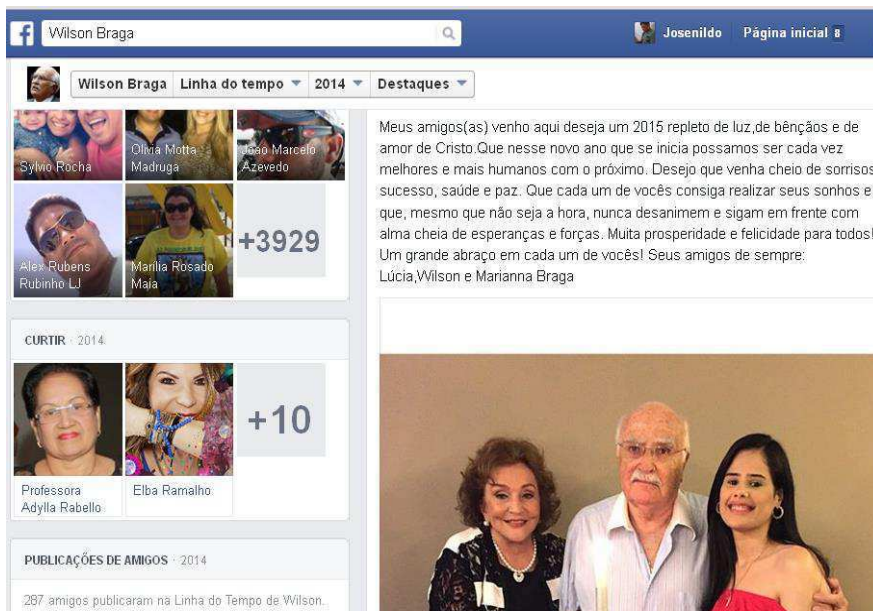 f
Wilson Braga
Josenildo Página inicial 8
Wilson Braga Linha do tempo 2014 Destaques
Sylvio Rocha
Olivia Motta
Madruga
João Marcelo
Azevedo
Alex Rubens
Rubinho LJ
Marília Rosado
Maia
+3929
CURTIR · 2014
Professora
Adylla Rabello
Elba Ramalho
+10
PUBLICAÇÕES DE AMIGOS · 2014
287 amigos publicaram na Linha do Tempo de Wilson.
Meus amigos(as) venho aqui deseja um 2015 repleto de luz,de bênçãos e de
amor de Cristo.Que nesse novo ano que se inicia possamos ser cada vez
melhores e mais humanos com o próximo. Desejo que venha cheio de sorrisos
sucesso, saúde e paz. Que cada um de vocês consiga realizar seus sonhos e
que, mesmo que não seja a hora, nunca desanimem e sigam em frente com
alma cheia de esperanças e forças. Muita prosperidade e felicidade para todos!
Um grande abraço em cada um de vocês! Seus amigos de sempre:
Lúcia,Wilson e Marianna Braga